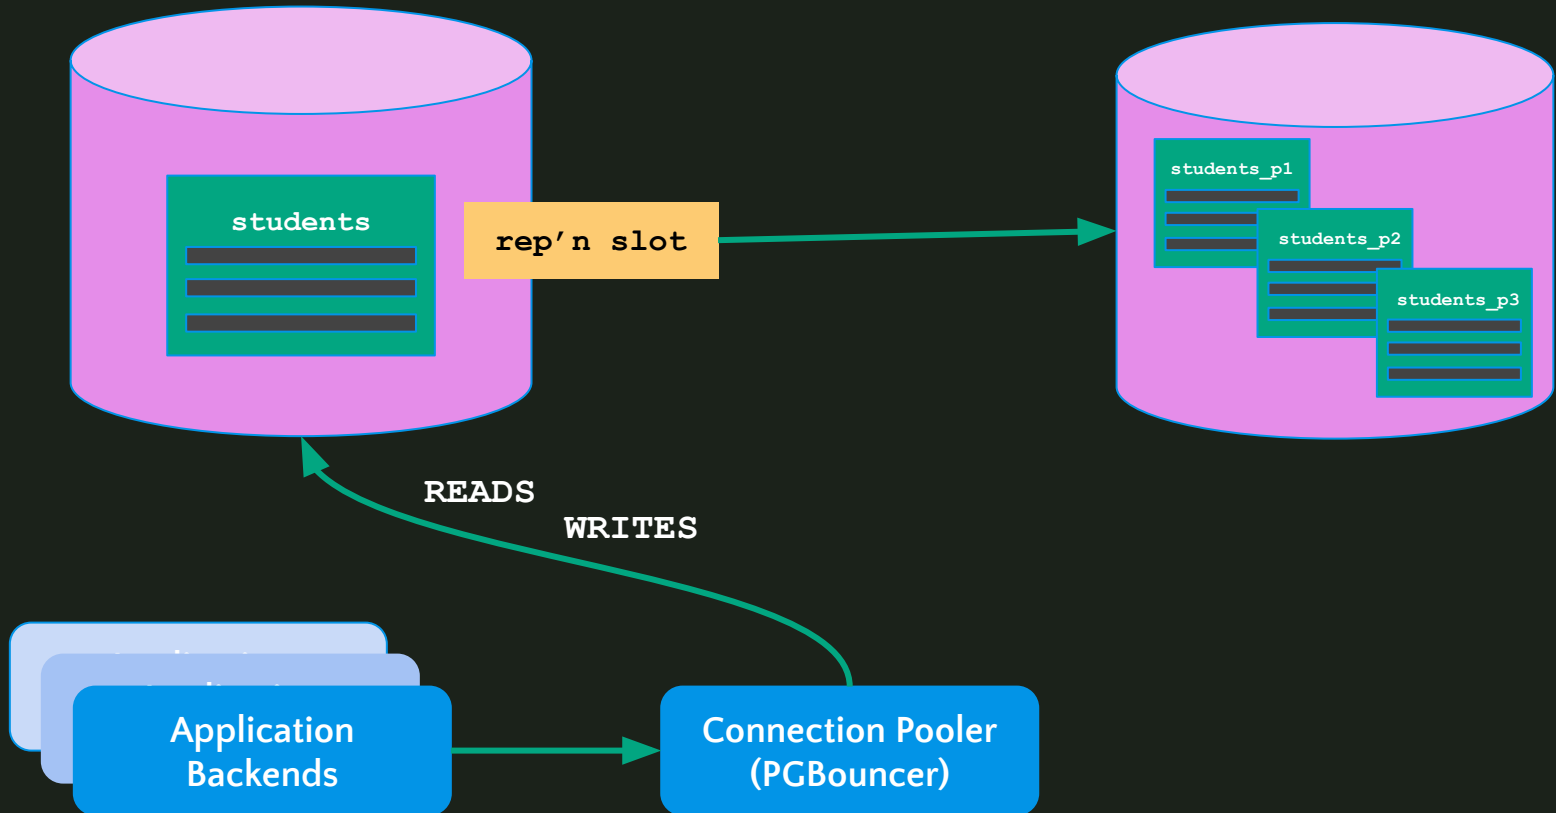 students
rep’n slot
students_p1
students_p2
students_p3
READS
WRITES
Application
Backends
Connection Pooler
(PGBouncer)